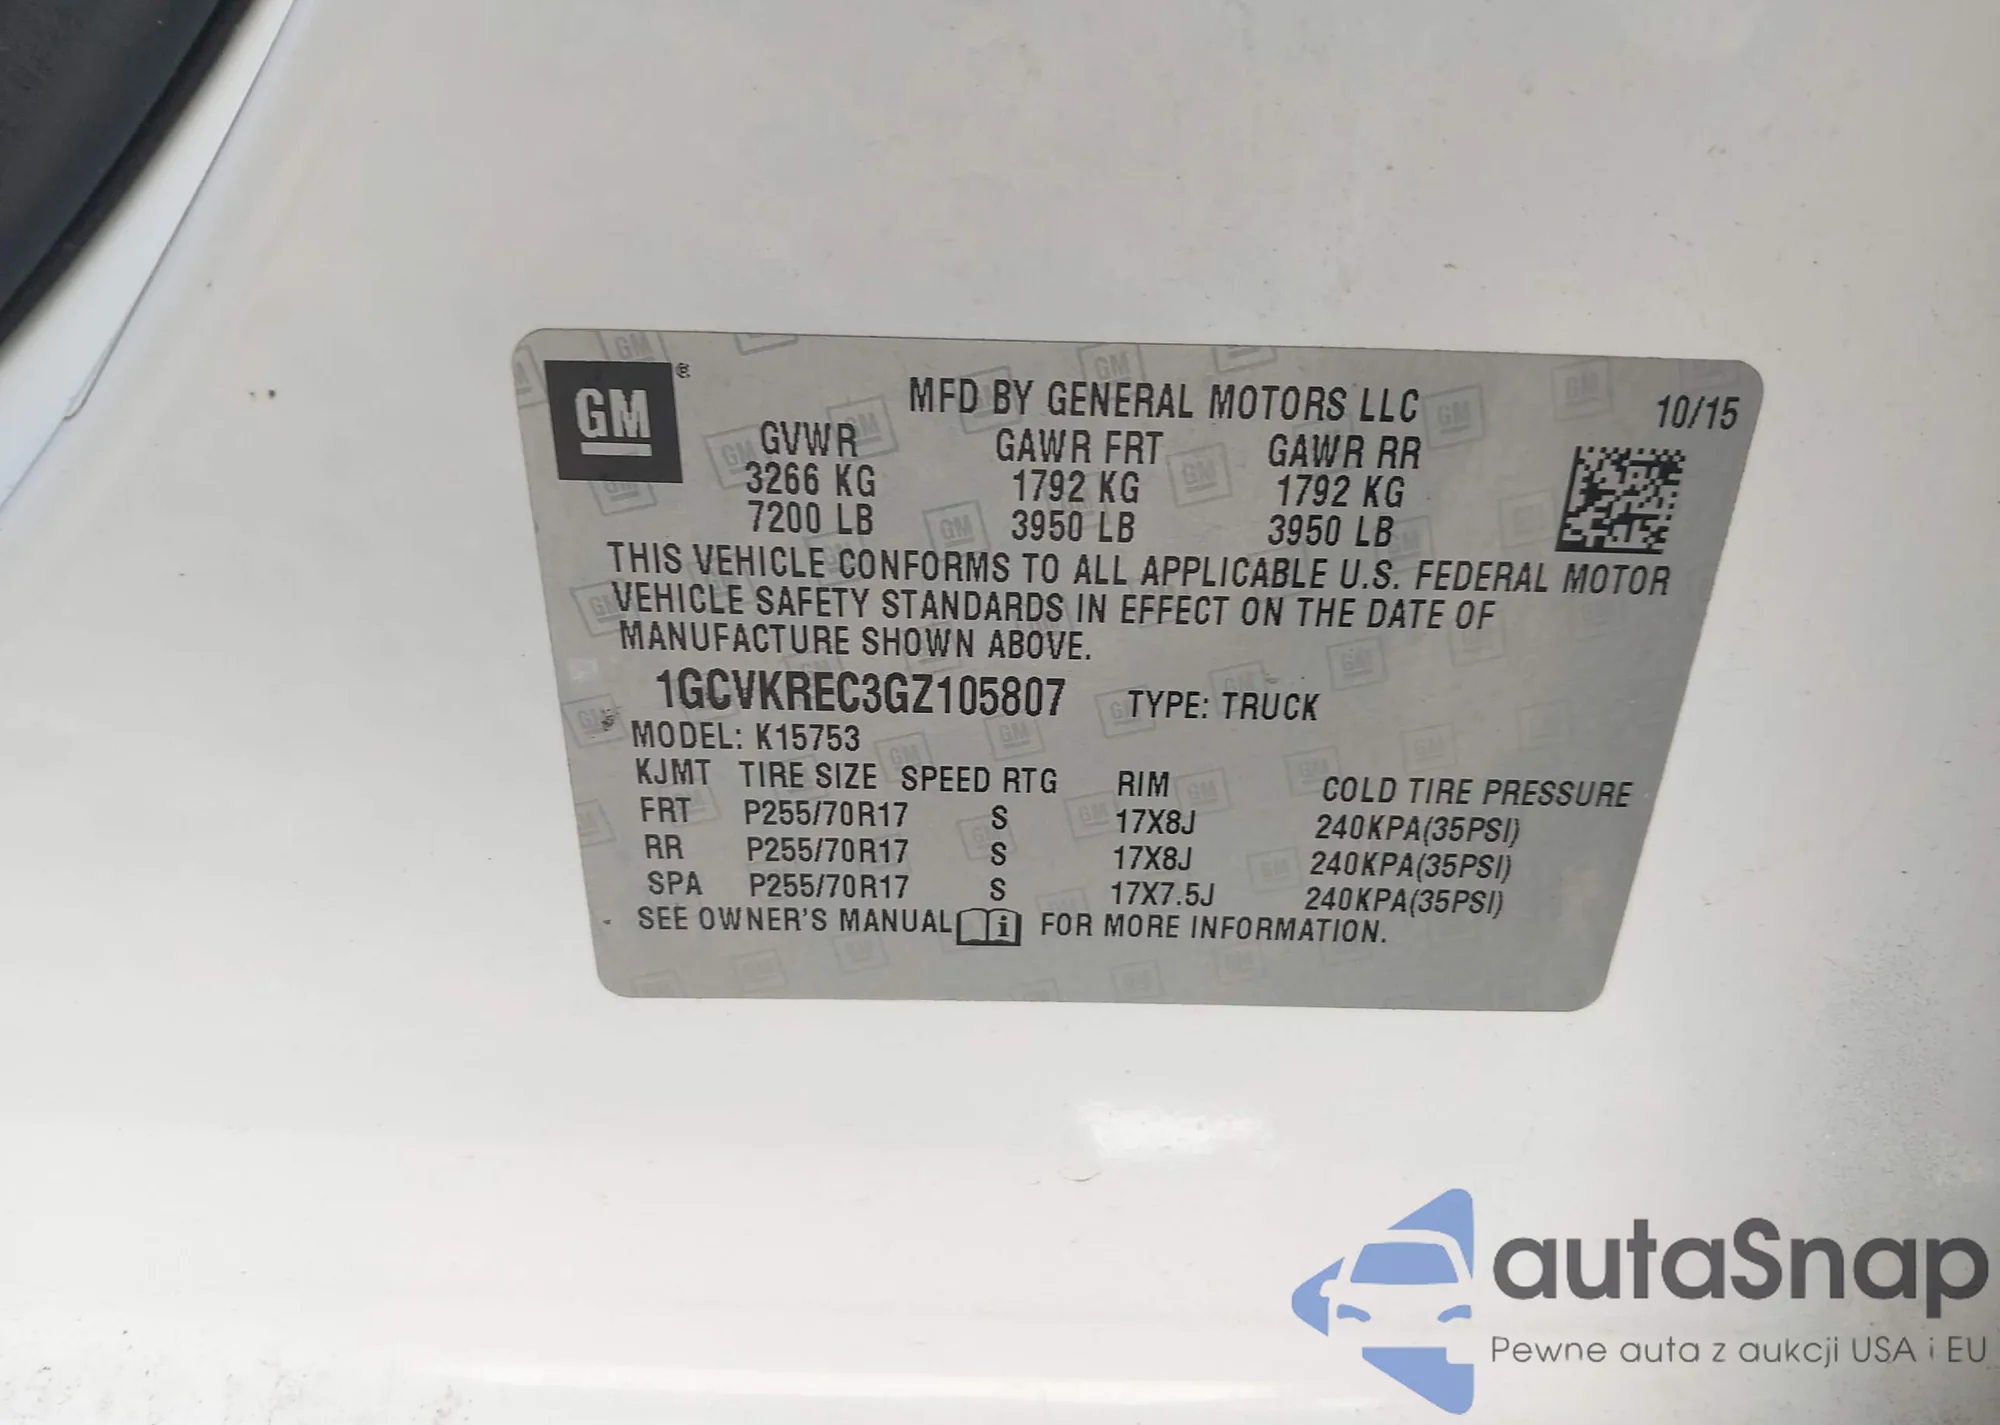 GM®
MFD BY GENERAL MOTORS LLC 10/15
GVWR GAWR FRT GAWR RR
3266 KG 1792 KG 1792 KG
7200 LB 3950 LB 3950 LB
THIS VEHICLE CONFORMS TO ALL APPLICABLE U.S. FEDERAL MOTOR
VEHICLE SAFETY STANDARDS IN EFFECT ON THE DATE OF
MANUFACTURE SHOWN ABOVE.
1GCVKREC3GZ105807 TYPE: TRUCK
MODEL: K15753
KJMT TIRE SIZE SPEED RTG RIM COLD TIRE PRESSURE
FRT P255/70R17 S 17X8J 240KPA(35PSI)
RR P255/70R17 S 17X8J 240KPA(35PSI)
SPA P255/70R17 S 17X7.5J 240KPA(35PSI)
SEE OWNER'S MANUAL i FOR MORE INFORMATION.
autaSnap
Pewne auta z aukcji USA i EU